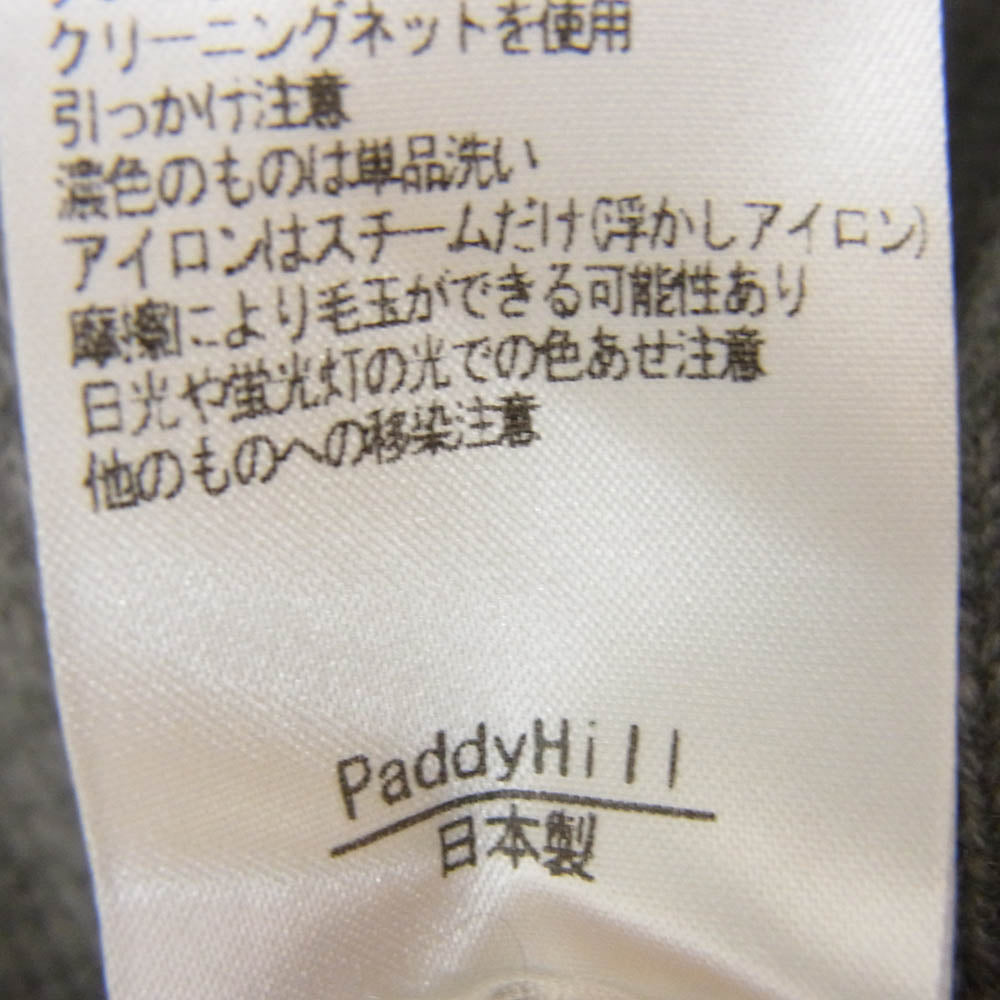 クリーニングネットを使用
引っかけ注意
濃色のものは単品洗い
アイロンはスチームだけ(浮かしアイロン)
摩擦により毛玉ができる可能性あり
日光や蛍光灯の光での色あせ注意
他のものへの移染注意
PaddyHill
日本製